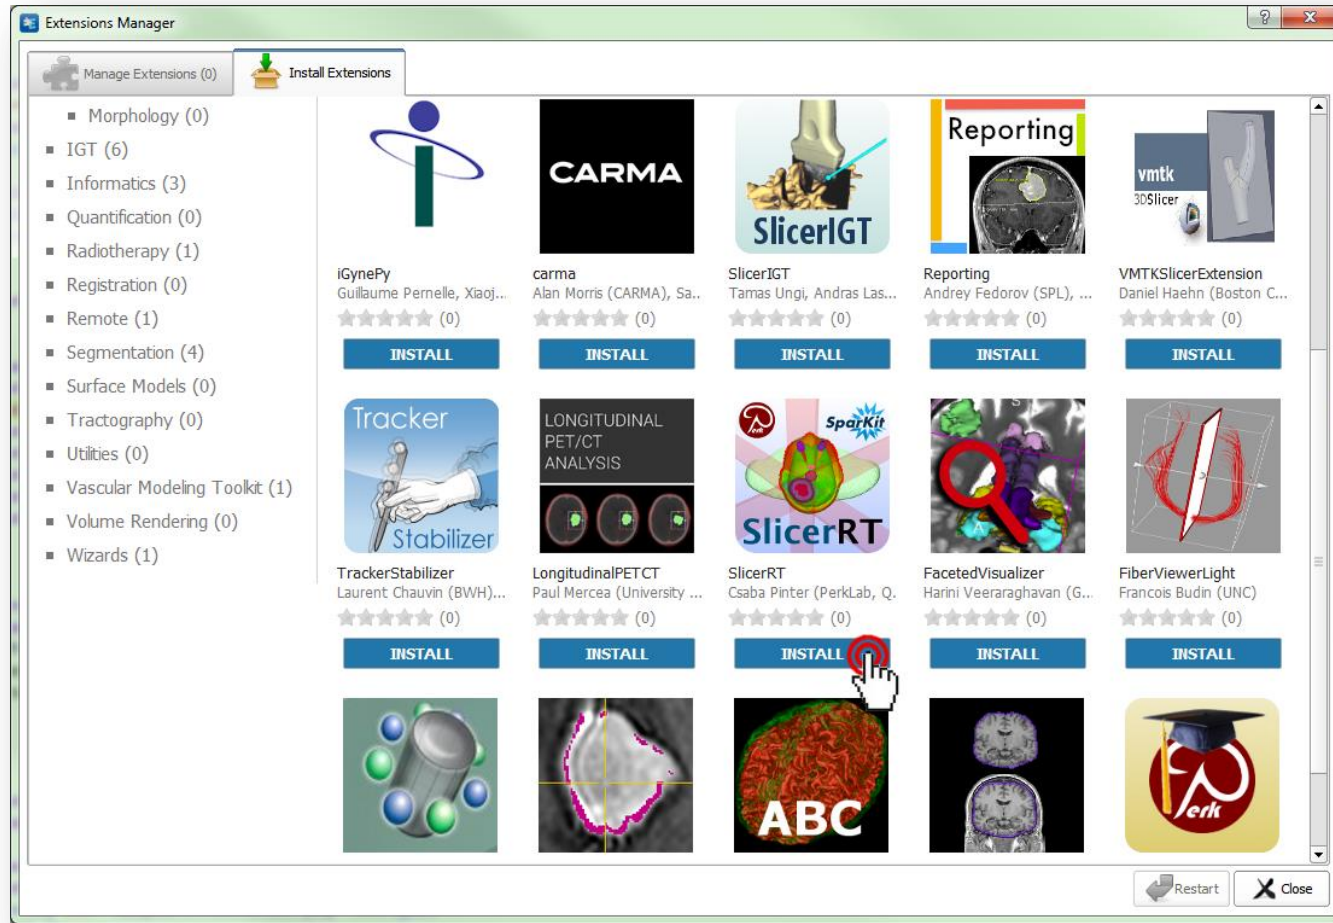 Extensions Manager
Manage Extensions (0)
Install Extensions
Morphology (0)
IGT (6)
Informatics (3)
Quantification (0)
Radiotherapy (1)
Registration (0)
Remote (1)
Segmentation (4)
Surface Models (0)
Tractography (0)
Utilities (0)
Vascular Modeling Toolkit (1)
Volume Rendering (0)
Wizards (1)
CARMA
SlicerIGT
Reporting
vmtk
3DSlicer
iGynePy
Guillaume Pernelle, Xiaoj...
(0)
INSTALL
carma
Alan Morris (CARMA), Sa..
(0)
INSTALL
SlicerIGT
Tamas Ungi, Andras Las...
(0)
INSTALL
Reporting
Andrey Fedorov (SPL), ...
(0)
INSTALL
VMTKSlicerExtension
Daniel Haehn (Boston C...
(0)
INSTALL
Tracker
Stabilizer
LONGITUDINAL
PET/CT
ANALYSIS
Perk
SparKit
SlicerRT
S
A
TrackerStabilizer
Laurent Chauvin (BWH)...
(0)
INSTALL
LongitudinalPETCT
Paul Mercea (University ...
(0)
INSTALL
SlicerRT
Csaba Pinter (PerkLab, Q.
(0)
INSTALL
FacetedVisualizer
Harini Veeraraghavan (G..
(0)
INSTALL
FiberViewerLight
Francois Budin (UNC)
(0)
INSTALL
ABC
Perk
Restart
Close